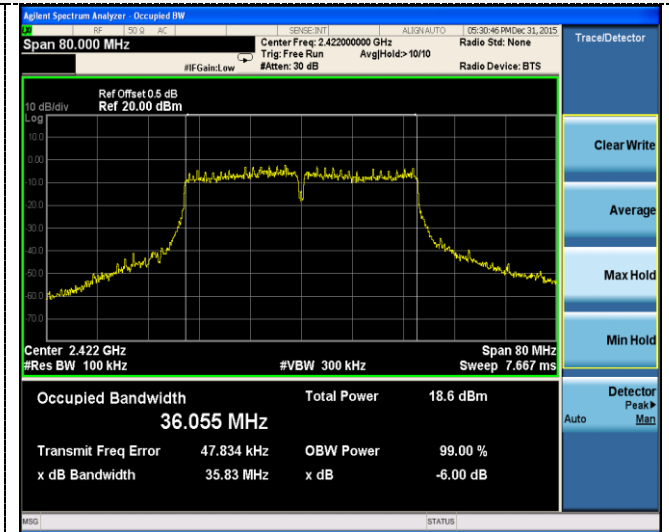 Agilent Spectrum Analyzer - Occupied BW
RF 50 Ω AC SENSE:INT ALIGN AUTO 05:30:46 PM Dec 31, 2015
Span 80.000 MHz Center Freq: 2.422000000 GHz Radio Std: None Trace/Detector
Trig: Free Run Avg|Hold:>10/10
#IFGain:Low #Atten: 30 dB Radio Device: BTS
Ref Offset 0.5 dB
10 dB/div Ref 20.00 dBm
Log
10.0
0.00
-10.0
-20.0
-30.0
-40.0
-50.0
-60.0
-70.0
Center 2.422 GHz Span 80 MHz
#Res BW 100 kHz #VBW 300 kHz Sweep 7.667 ms
Occupied Bandwidth Total Power 18.6 dBm
36.055 MHz
Transmit Freq Error 47.834 kHz OBW Power 99.00 %
x dB Bandwidth 35.83 MHz x dB -6.00 dB
Clear Write
Average
Max Hold
Min Hold
Detector
Peak▶
Auto Man
MSG STATUS